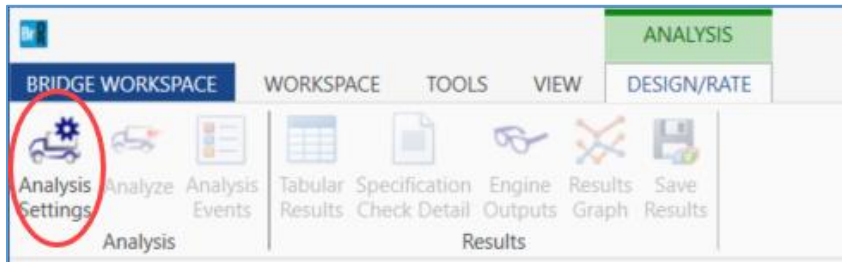 Br
ANALYSIS
BRIDGE WORKSPACE WORKSPACE TOOLS VIEW DESIGN/RATE
Analysis Analyze Analysis Tabular Specification Engine Results Save
Settings Events Results Check Detail Outputs Graph Results
Analysis Results